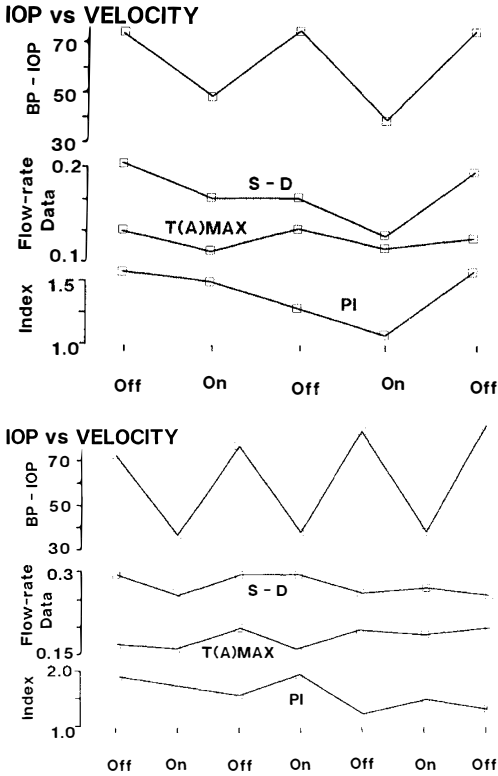 IOP vs VELOCITY
BP - IOP
70
50
30
Flow-rate
Data
0.2
0.1
S - D
T(A)MAX
Index
1.5
1.0
PI
Off On Off On Off
IOP vs VELOCITY
BP - IOP
70
50
30
Flow-rate
Data
0.3
0.15
S - D
T(A)MAX
Index
2.0
1.0
PI
Off On Off On Off On Off